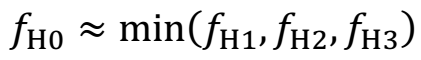 f_H0 ≈ min(f_H1, f_H2, f_H3)